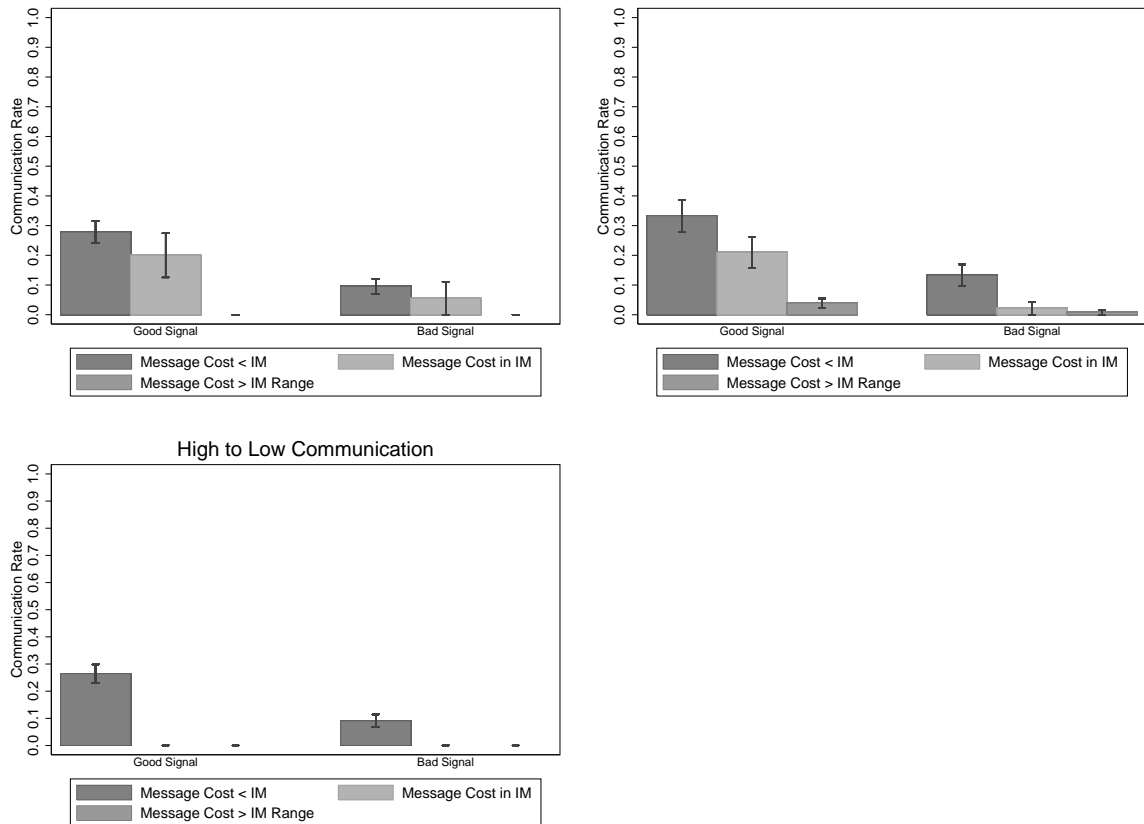 1.0
0.9
0.8
0.7
0.6
0.5
0.4
0.3
0.2
0.1
0.0
Communication Rate
Good Signal Bad Signal
Message Cost < IM Message Cost in IM
Message Cost > IM Range
1.0
0.9
0.8
0.7
0.6
0.5
0.4
0.3
0.2
0.1
0.0
Communication Rate
Good Signal Bad Signal
Message Cost < IM Message Cost in IM
Message Cost > IM Range
High to Low Communication
1.0
0.9
0.8
0.7
0.6
0.5
0.4
0.3
0.2
0.1
0.0
Communication Rate
Good Signal Bad Signal
Message Cost < IM Message Cost in IM
Message Cost > IM Range